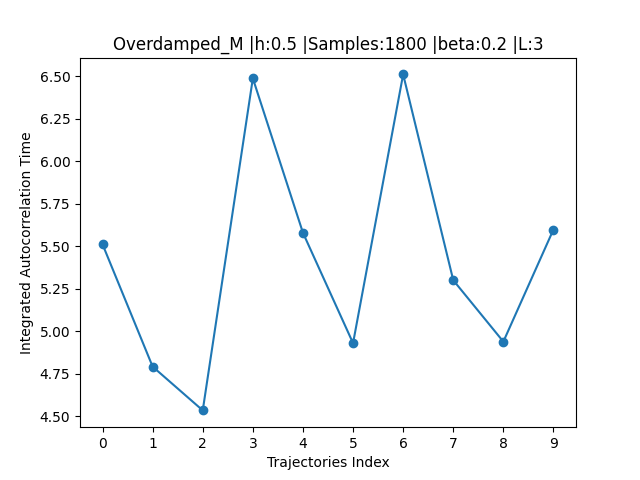 Overdamped_M |h:0.5 |Samples:1800 |beta:0.2 |L:3
Integrated Autocorrelation Time
6.50
6.25
6.00
5.75
5.50
5.25
5.00
4.75
4.50
0 1 2 3 4 5 6 7 8 9
Trajectories Index